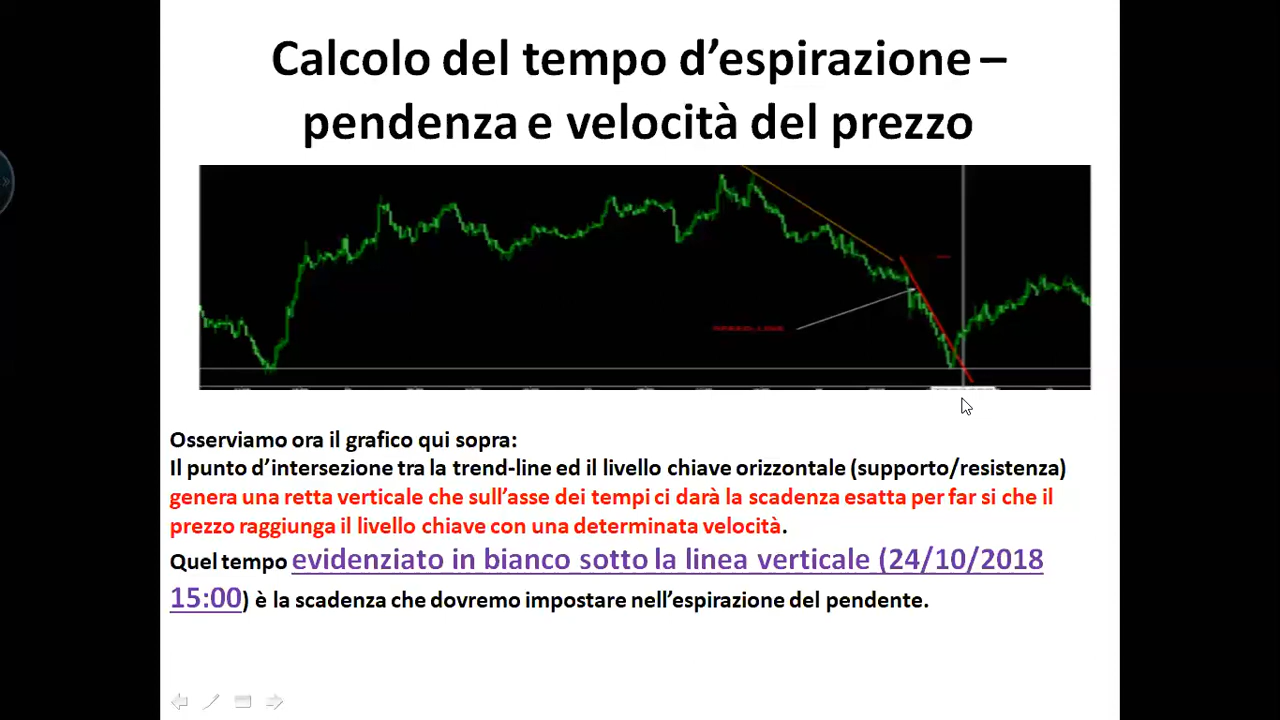 Calcolo del tempo d’espirazione –
pendenza e velocità del prezzo
SPEED-LINE
Osserviamo ora il grafico qui sopra:
Il punto d’intersezione tra la trend-line ed il livello chiave orizzontale (supporto/resistenza)
genera una retta verticale che sull’asse dei tempi ci darà la scadenza esatta per far si che il
prezzo raggiunga il livello chiave con una determinata velocità.
Quel tempo evidenziato in bianco sotto la linea verticale (24/10/2018
15:00) è la scadenza che dovremo impostare nell’espirazione del pendente.